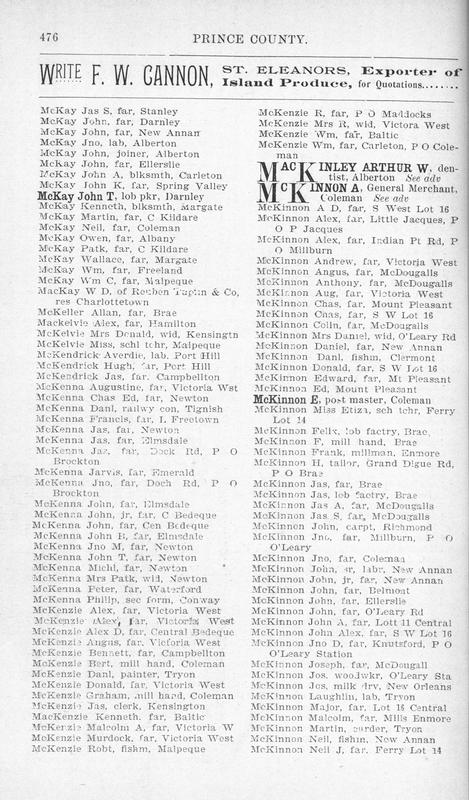 476
PRINCE COUNTY.
WRITE F. W. CANNON, ST. ELEANORS, Exporter of
Island Produce, for Quotations........
McKay Jas S, far, Stanley
McKay John, far, Darnley
McKay John, far, New Annan
McKay Jno, lab, Alberton
McKay John, joiner, Alberton
McKay John, far, Ellerslie
McKay John A, blksmth, Carleton
McKay John K, far, Spring Valley
McKay John T, lob pkr, Darnley
McKay Kenneth, blksmth, Margate
McKay Martin, far, C Kildare
McKay Neil, far, Coleman
McKay Owen, far, Albany
McKay Patk, far, C Kildare
McKay Wallace, far, Margate
McKay Wm, far, Freeland
McKay Wm C, far, Malpeque
MacKay W D, of Reuben Tuplin & Co,
res Charlottetown
McKeller Allan, far, Brae
Mackelvie Alex, far, Hamilton
McKelvie Mrs Donald, wid, Kensingtn
McKelvie Miss, schl tchr, Malpeque
McKendrick Averdie, lab, Port Hill
McKendrick Hugh, far, Port Hill
McKendrick Jas, far, Campbellton
McKenna Augustine, far, Victoria Wst
McKenna Chas Ed, far, Newton
McKenna Danl, railway con, Tignish
McKenna Francis, far, L Freetown
McKenna Jas, far, Newton
McKenna Jas, far, Elmsdale
McKenna Jas, far, Dock Rd, P O
Brockton
McKenna Jarvis, far, Emerald
McKenna Jno, far, Doch Rd, P O
Brockton
McKenna John, far, Elmsdale
McKenna John, jr, far, C Bedeque
McKenna John, far, Cen Bedeque
McKenna John B, far, Elmsdale
McKenna Jno M, far, Newton
McKenna John T, far, Newton
McKenna Michl, far, Newton
McKenna Mrs Patk, wid, Newton
McKenna Peter, far, Waterford
McKenna Philip, sec form, Conway
McKenzie Alex, far, Victoria West
McKenzie Alex, far, Victoria West
McKenzie Alex D, far, Central Bedeque
McKenzie Angus, far, Victoria West
McKenzie Bennett, far, Campbellton
McKenzie Bert, mill hand, Coleman
McKenzie Danl, painter, Tryon
McKenzie Donald, far, Victoria West
McKenzie Graham, mill hand, Coleman
McKenzie Jas, clerk, Kensington
MacKenzie Kenneth, far, Baltic
McKenzie Malcolm A, far, Victoria W
McKenzie Murdock, far, Victoria West
McKenzie Robt, fishm, Malpeque
McKenzie R, far, P O Maddocks
McKenzie Mrs R, wid, Victora West
McKenzie Wm, far, Baltic
McKenzie Wm, far, Carleton, P O Cole-
man
MACKINLEY ARTHUR W, den-
tist, Alberton See adv
MCKINNON A, General Merchant,
Coleman See adv
McKinnon A D, far, S West Lot 16
McKinnon Alex, far, Little Jacques, P
O P Jacques
McKinnon Alex, far, Indian Pt Rd, P
O Millburn
McKinnon Andrew, far, Victoria West
McKinnon Angus, far, McDougalls
McKinnon Anthony, far, McDougalls
McKinnon Aug, far, Victoria West
McKinnon Chas, far, Mount Pleasant
McKinnon Chas, far, S W Lot 16
McKinnon Colin, far, McDougalls
McKinnon Mrs Daniel, wid, O'Leary Rd
McKinnon Daniel, far, New Annan
McKinnon Danl, fishm, Clermont
McKinnon Donald, far, S W Lot 16
McKinnon Edward, far, Mt Pleasant
McKinnon Ed, Mount Pleasant
McKinnon E, post master, Coleman
McKinnon Miss Etiza, sch tchr, Ferry
Lot 14
McKinnon Felix, lob factry, Brae
McKinnon F, mill hand, Brae
McKinnon Frank, millman, Enmore
McKinnon H, tailor, Grand Digue Rd,
P O Brae
McKinnon Jas, far, Brae
McKinnon Jas, lob factry, Brae
McKinnon Jas A, far, McDougalls
McKinnon Jas S, far, McDougalls
McKinnon John, carpt, Richmond
McKinnon Jno, far, Millburn, P O
O'Leary
McKinnon Jno, far, Coleman
McKinnon John, sr, labr, New Annan
McKinnon John, jr, far, New Annan
McKinnon John, far, Belmont
McKinnon John, far, Ellerslie
McKinnon John, far, O'Leary Rd
McKinnon John A, far, Lott 11 Central
McKinnon John Alex, far, S W Lot 16
McKinnon Jno D, far, Knutsford, P O
O'Leary Station
McKinnon Joseph, far, McDougall
McKinnon Jos, woodwkr, O'Leary Sta
McKinnon Jos, milk drv, New Orleans
McKinnon Laughlin, lab, Tryon
McKinnon Major, far, Lot 16 Central
McKinnon Malcolm, far, Mills Enmore
McKinnon Martin, carder, Tryon
McKinnon Neil, fishm, New Annan
McKinnon Neil J, far, Ferry Lot 14